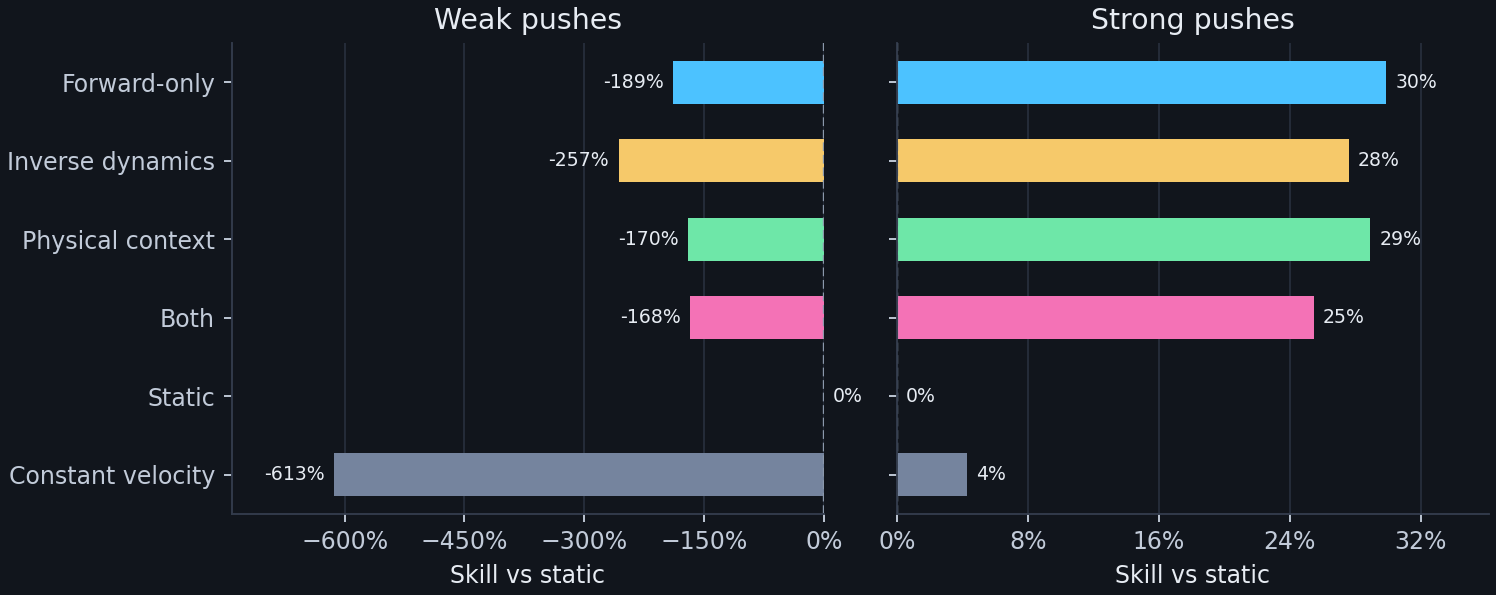 Weak pushes
Strong pushes
Forward-only
-189%
30%
Inverse dynamics
-257%
28%
Physical context
-170%
29%
Both
-168%
25%
Static
0%
0%
Constant velocity
-613%
4%
−600%
−450%
−300%
−150%
0%
0%
8%
16%
24%
32%
Skill vs static
Skill vs static